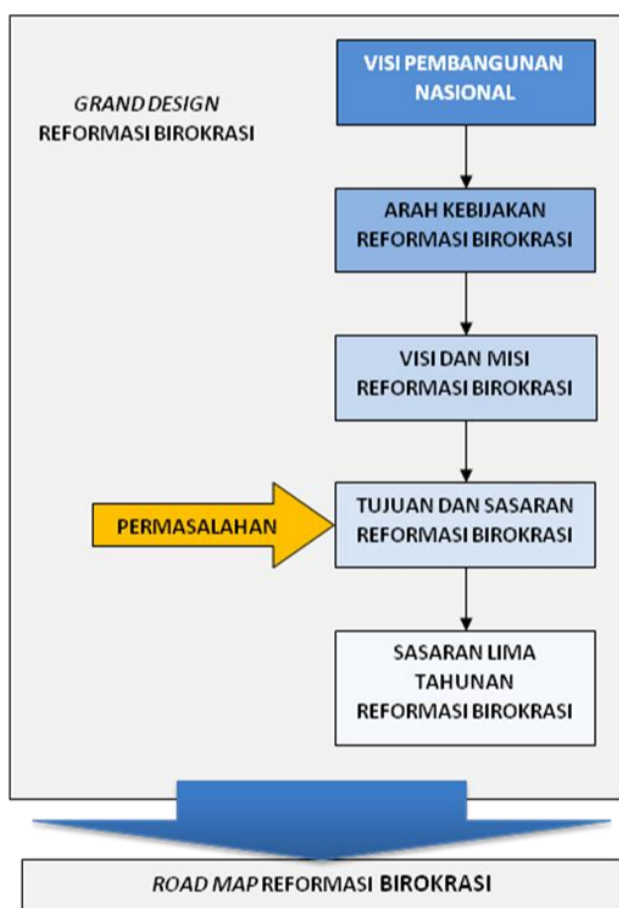 GRAND DESIGN
REFORMASI BIROKRASI
VISI PEMBANGUNAN
NASIONAL
ARAH KEBIJAKAN
REFORMASI BIROKRASI
VISI DAN MISI
REFORMASI BIROKRASI
PERMASALAHAN
TUJUAN DAN SASARAN
REFORMASI BIROKRASI
SASARAN LIMA
TAHUNAN
REFORMASI BIROKRASI
ROAD MAP REFORMASI BIROKRASI